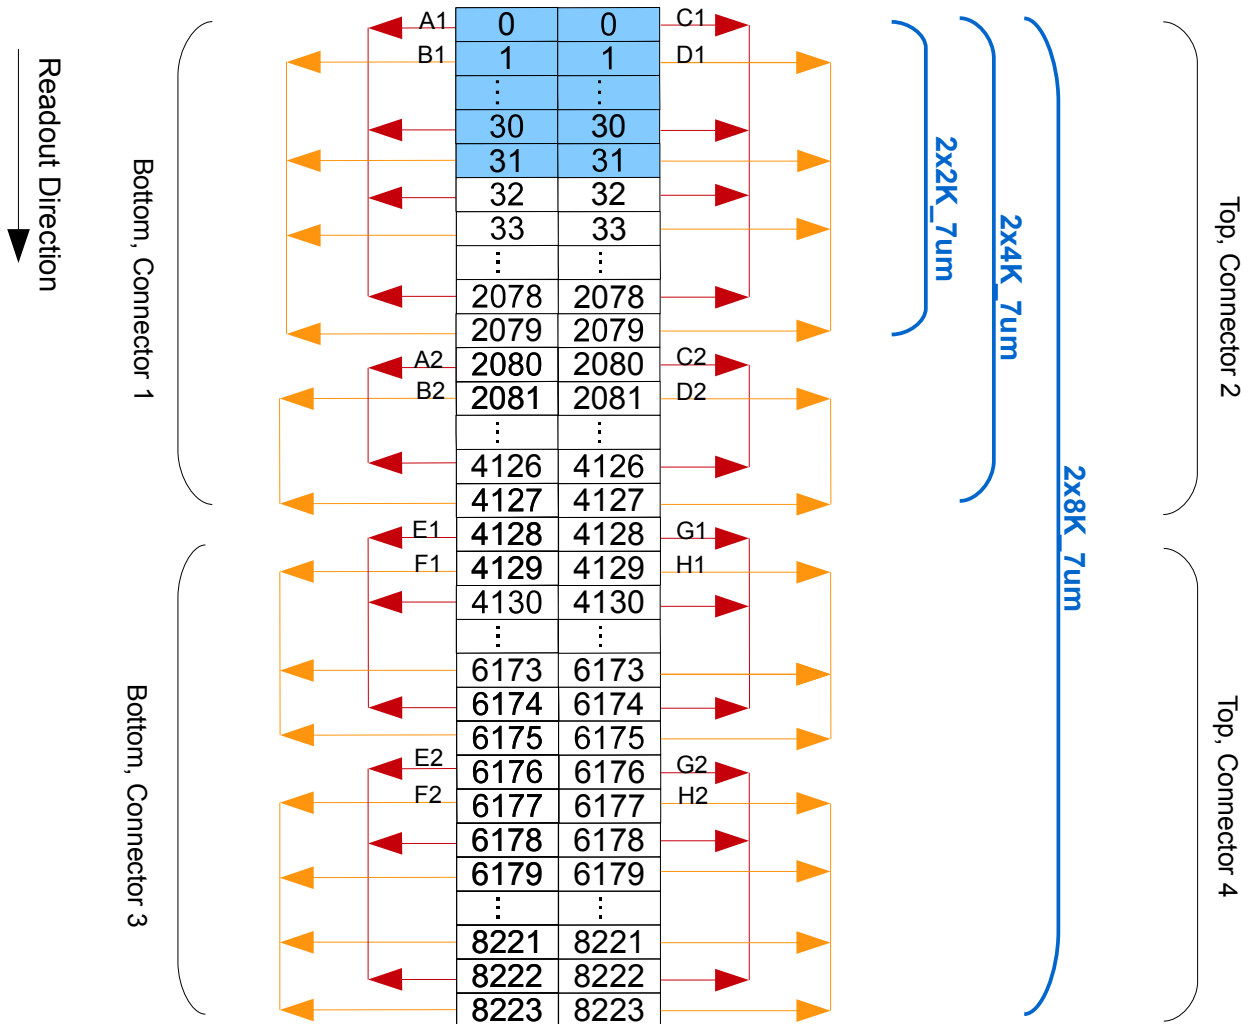 A1 0 0 C1
B1 1 1 D1
⋮ ⋮
30 30
31 31
32 32
33 33
⋮ ⋮
2078 2078
2079 2079
A2 2080 2080 C2
B2 2081 2081 D2
⋮ ⋮
4126 4126
4127 4127
E1 4128 4128 G1
F1 4129 4129 H1
4130 4130
⋮ ⋮
6173 6173
6174 6174
6175 6175
E2 6176 6176 G2
F2 6177 6177 H2
6178 6178
6179 6179
⋮ ⋮
8221 8221
8222 8222
8223 8223
Readout Direction
Bottom, Connector 1
Bottom, Connector 3
2x2K_7um
2x4K_7um
2x8K_7um
Top, Connector 2
Top, Connector 4